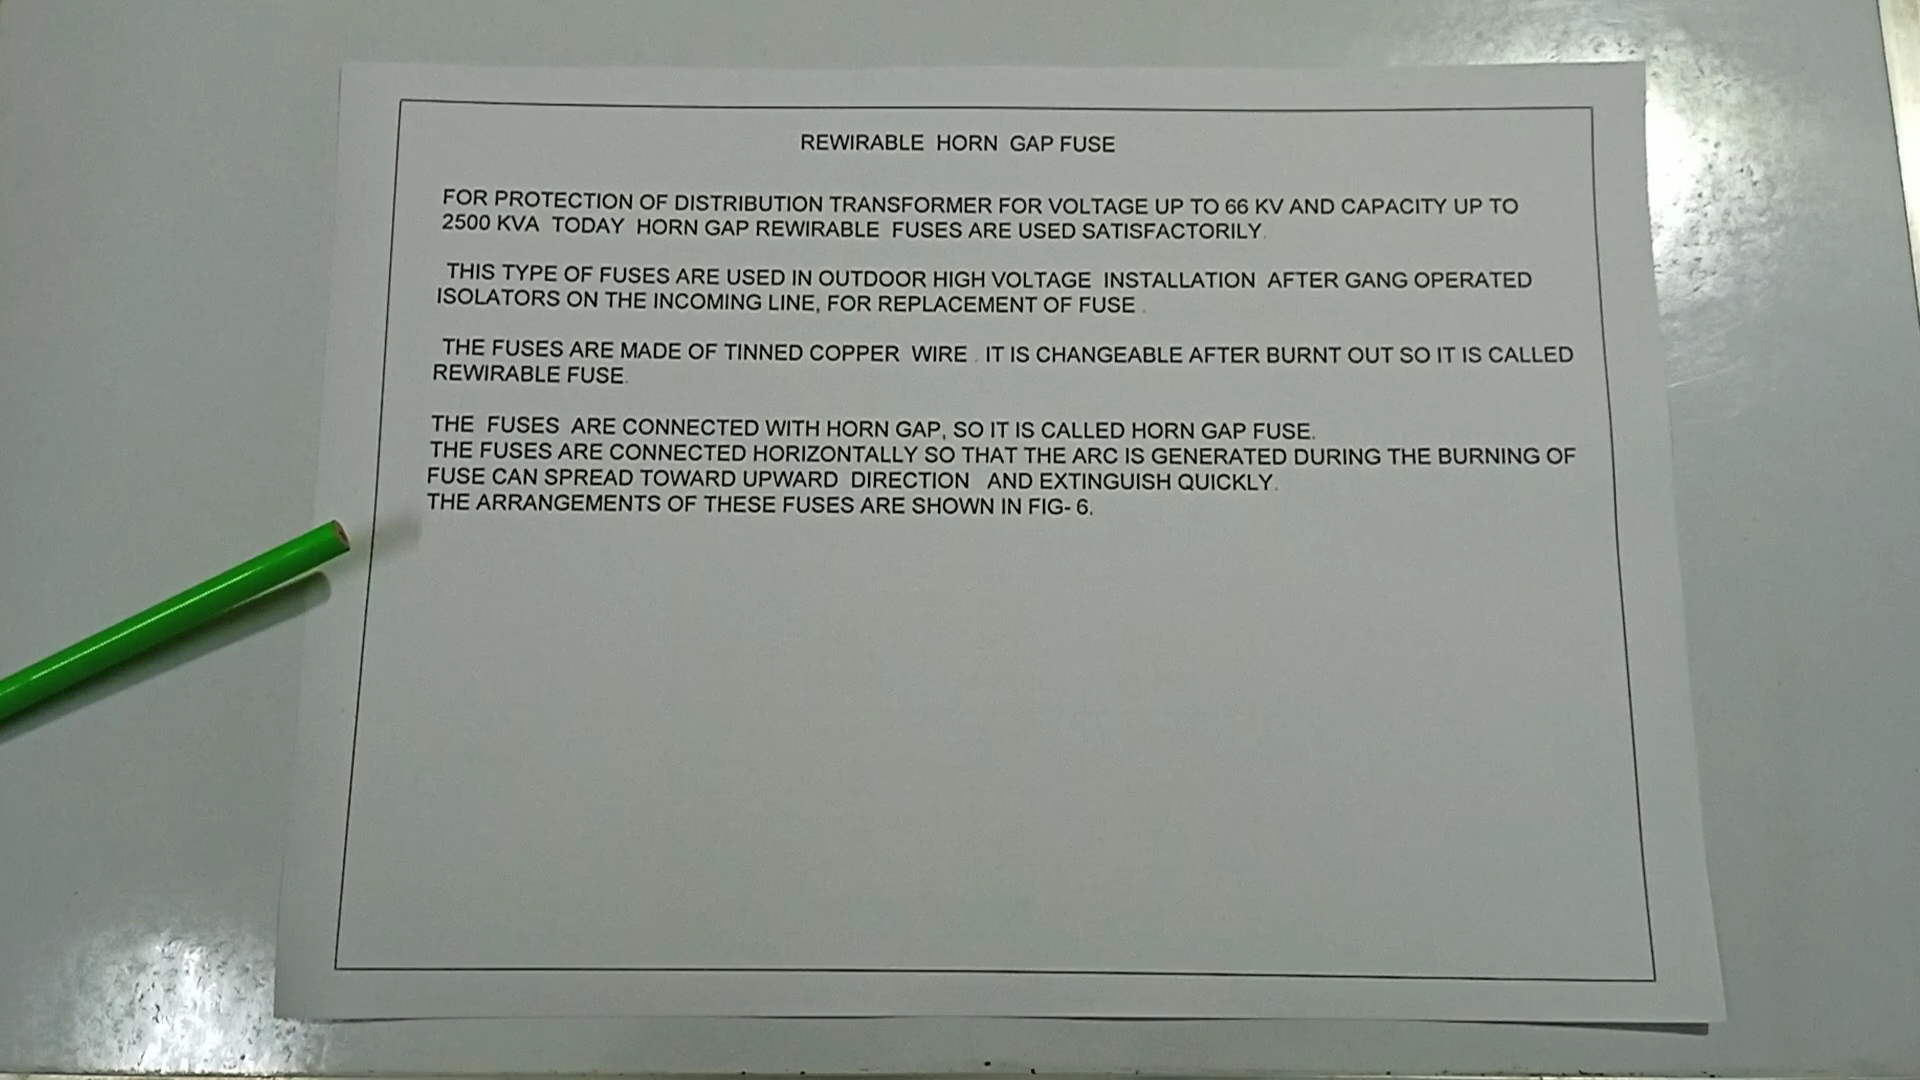 REWIRABLE HORN GAP FUSE
FOR PROTECTION OF DISTRIBUTION TRANSFORMER FOR VOLTAGE UP TO 66 KV AND CAPACITY UP TO
2500 KVA TODAY HORN GAP REWIRABLE FUSES ARE USED SATISFACTORILY.
THIS TYPE OF FUSES ARE USED IN OUTDOOR HIGH VOLTAGE INSTALLATION AFTER GANG OPERATED
ISOLATORS ON THE INCOMING LINE, FOR REPLACEMENT OF FUSE .
THE FUSES ARE MADE OF TINNED COPPER WIRE . IT IS CHANGEABLE AFTER BURNT OUT SO IT IS CALLED
REWIRABLE FUSE.
THE FUSES ARE CONNECTED WITH HORN GAP, SO IT IS CALLED HORN GAP FUSE.
THE FUSES ARE CONNECTED HORIZONTALLY SO THAT THE ARC IS GENERATED DURING THE BURNING OF
FUSE CAN SPREAD TOWARD UPWARD DIRECTION AND EXTINGUISH QUICKLY.
THE ARRANGEMENTS OF THESE FUSES ARE SHOWN IN FIG- 6.